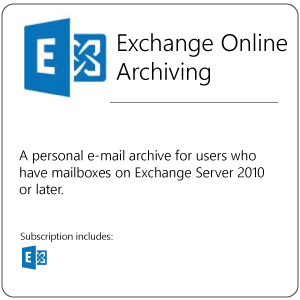 E
Exchange Online
Archiving
A personal e-mail archive for users who
have mailboxes on Exchange Server 2010
or later.
Subscription includes:
E